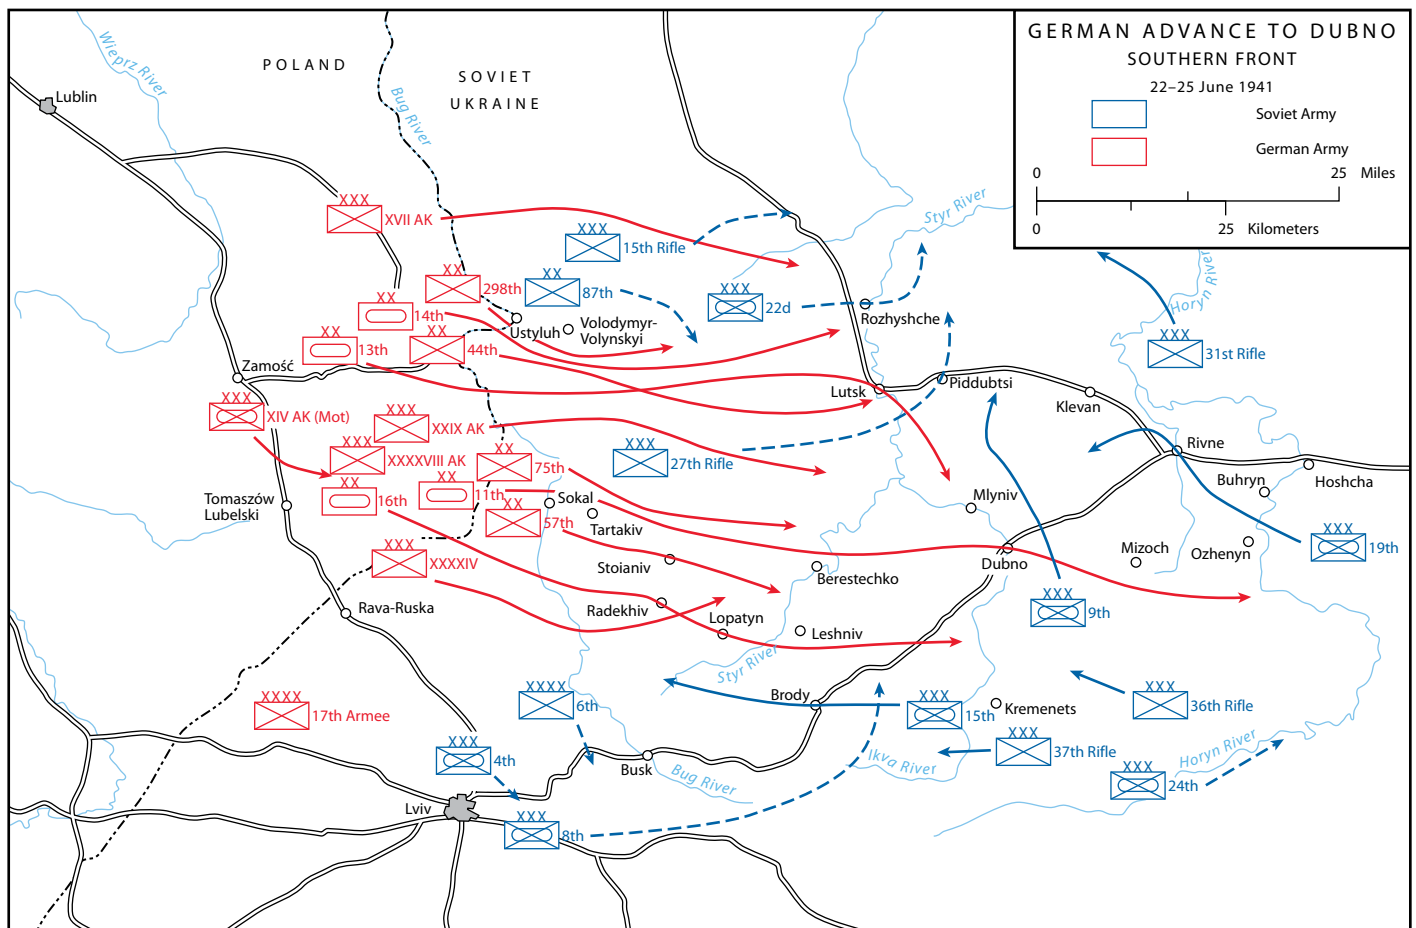 GERMAN ADVANCE TO DUBNO
SOUTHERN FRONT
22–25 June 1941
Soviet Army
German Army
0
25
Miles
0
25
Kilometers
Wieprz River
POLAND
SOVIET
UKRAINE
Bug River
Lublin
XXX
XVII AK
XXX
15th Rifle
Styr River
XX
298th
XX
87th
XXX
22d
Horyn River
XX
14th
Ustyluh
Volodymyr-
Volynskyi
Rozhyshche
XX
13th
XX
44th
XXX
31st Rifle
Zamość
Lutsk
Piddubtsi
Klevan
XXX
XIV AK (Mot)
XXX
XXIX AK
XXX
XXXXVIII AK
XX
75th
XXX
27th Rifle
Rivne
Buhryn
Hoshcha
XX
16th
XX
11th
Sokal
Mlyniv
Tomaszów
Lubelski
XX
57th
Tartakiv
Dubno
Mizoch
Ozhenyn
XXX
19th
XXX
XXXXIV
Stoianiv
Berestechko
Rava-Ruska
Radekhiv
Lopatyn
Leshniv
XXX
9th
Styr River
XXXX
17th Armee
XXXX
6th
Brody
XXX
15th
Kremenets
XXX
36th Rifle
XXX
4th
Busk
Bug River
Ikva River
XXX
37th Rifle
Horyn River
XXX
24th
Lviv
XXX
8th